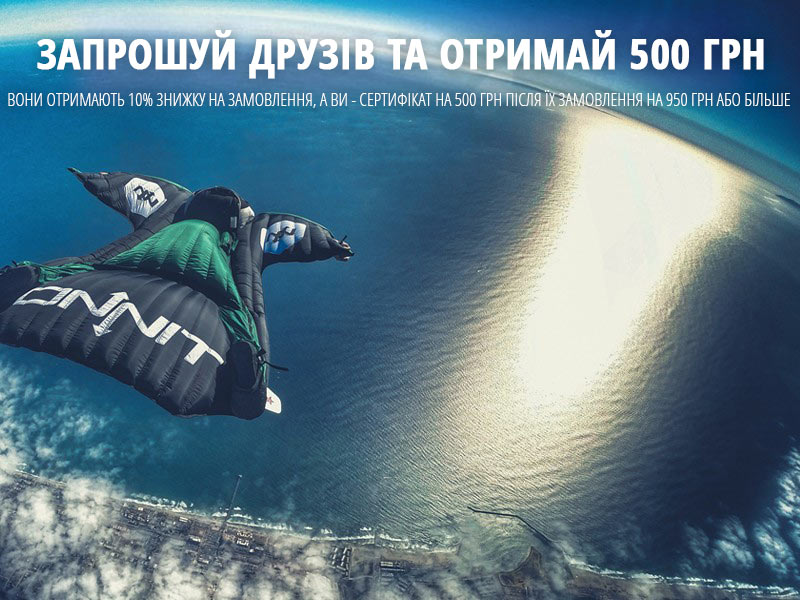 ЗАПРОШУЙ ДРУЗІВ ТА ОТРИМАЙ 500 ГРН
ВОНИ ОТРИМАЮТЬ 10% ЗНИЖКУ НА ЗАМОВЛЕННЯ, А ВИ - СЕРТИФІКАТ НА 500 ГРН ПІСЛЯ ЇХ ЗАМОВЛЕННЯ НА 950 ГРН АБО БІЛЬШЕ
ONNIT